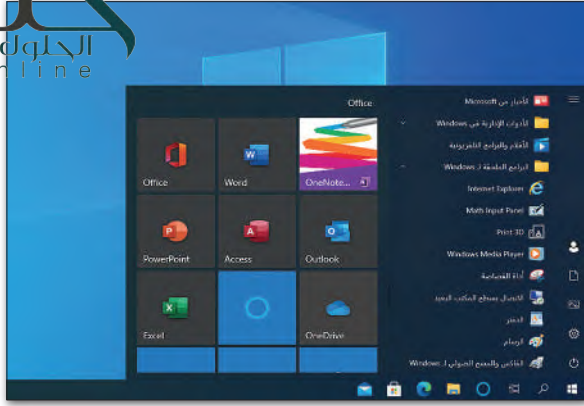 الحلول
nline
Office
Office
Word
OneNote...
PowerPoint
Access
Outlook
Excel
OneDrive
الأخبار من Microsoft
الأدوات الإدارية في Windows
الأفلام والبرامج التلفزيونية
البرامج الملحقة لـ Windows
Internet Explorer
Math Input Panel
Print 3D
Windows Media Player
أداة القصاصة
الاتصال بسطح المكتب البعيد
الدفتر
الرسام
الفاكس والمسح الضوئي لـ Windows